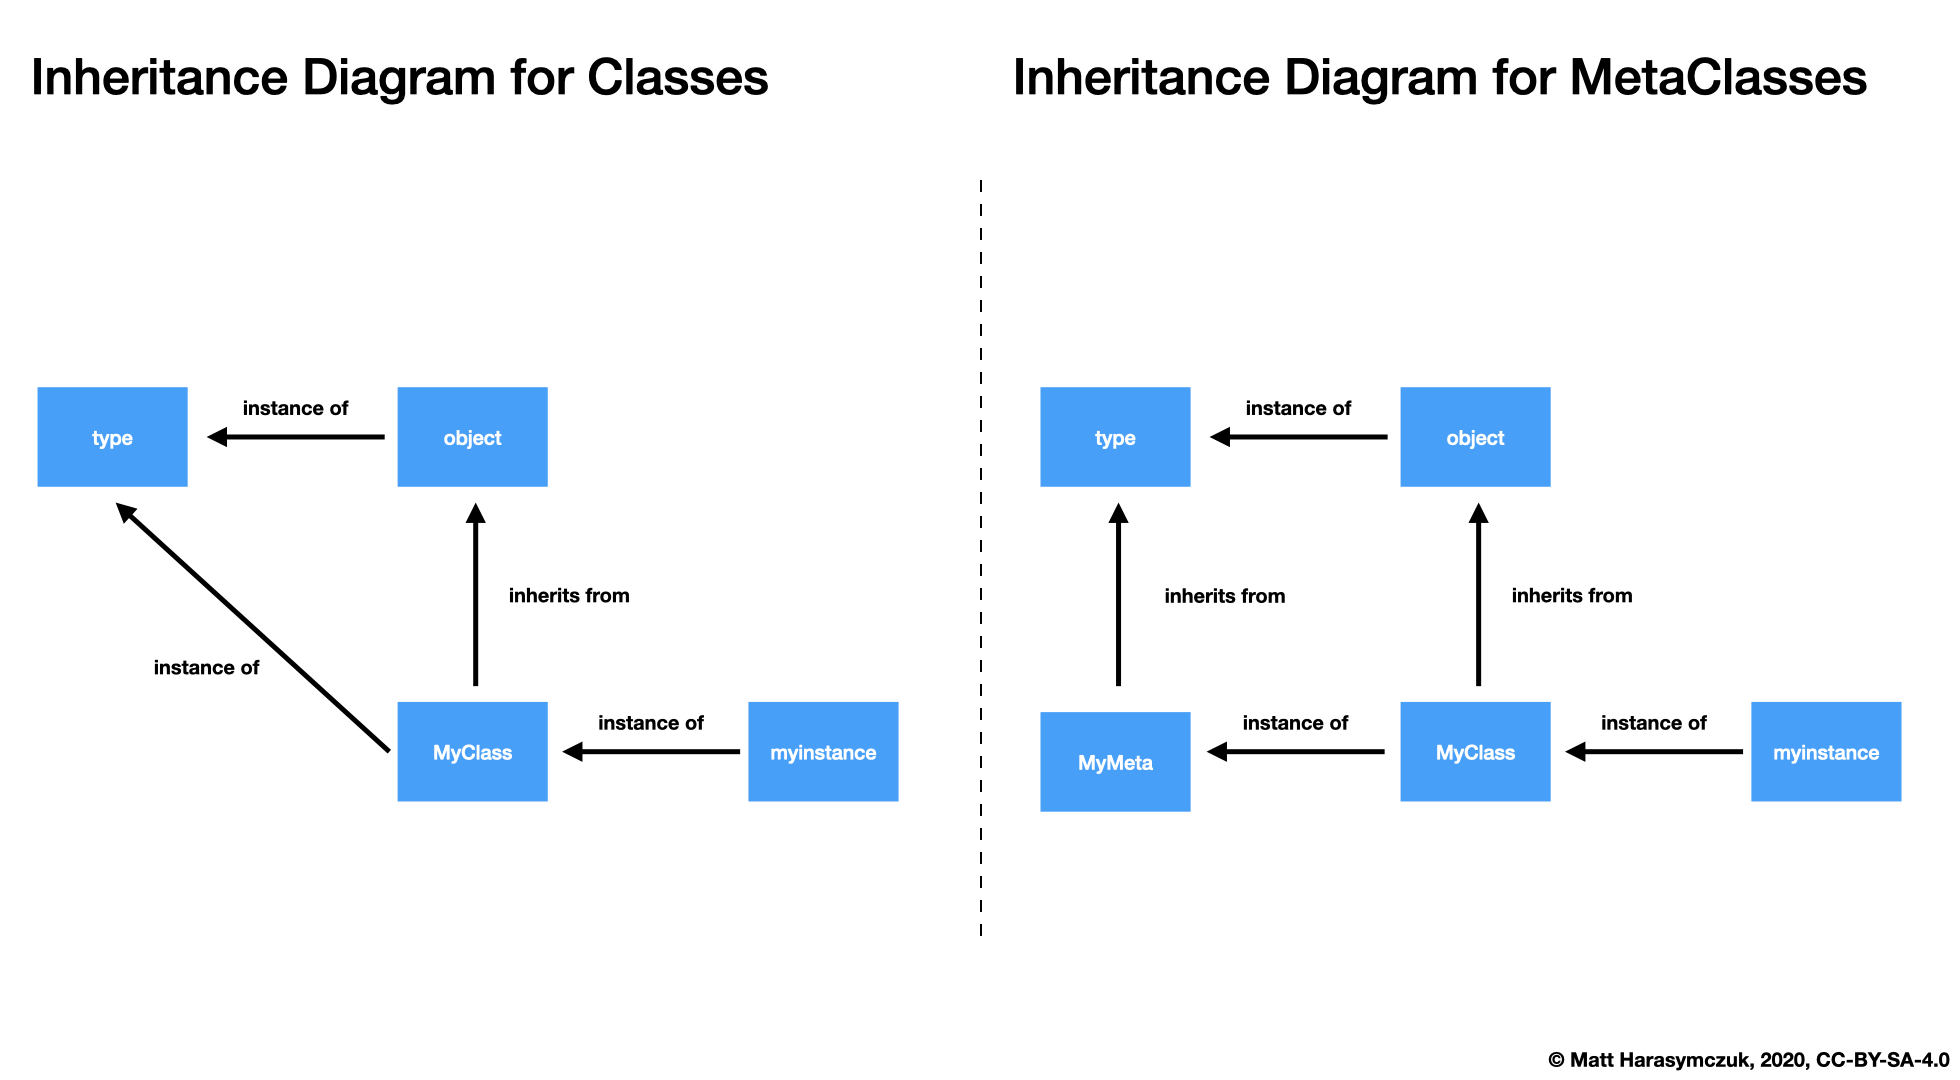 Inheritance Diagram for Classes
type
instance of
object
instance of
inherits from
MyClass
instance of
myinstance
Inheritance Diagram for MetaClasses
type
instance of
object
inherits from
inherits from
MyMeta
instance of
MyClass
instance of
myinstance
© Matt Harasymczuk, 2020, CC-BY-SA-4.0